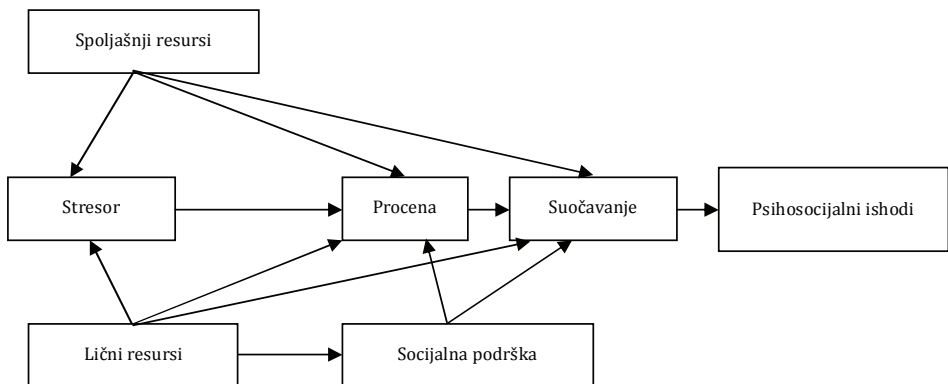 Spoljašnji resursi
Stresor
Procena
Suočavanje
Psihosocijalni ishodi
Lični resursi
Socijalna podrška